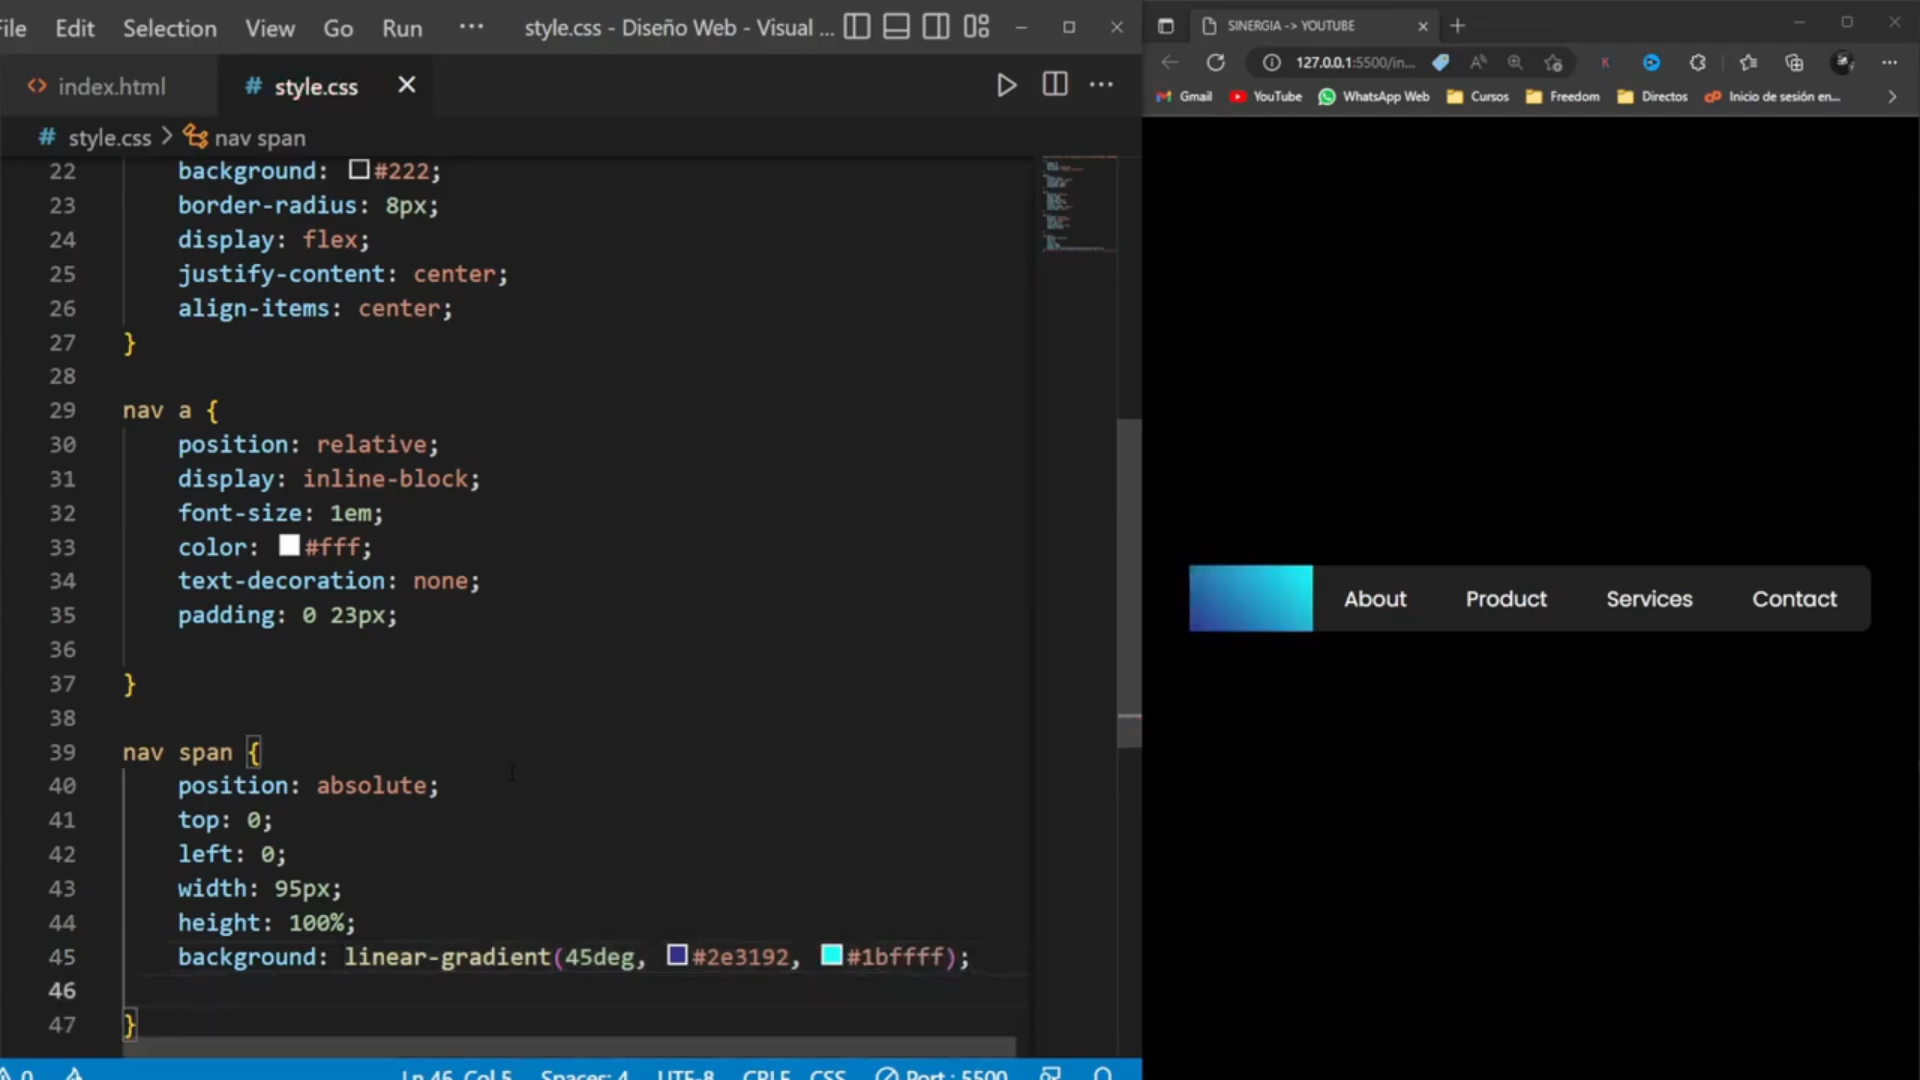 File Edit Selection View Go Run ··· style.css - Diseño Web - Visual ...
index.html
# style.css
# style.css > nav span
22 background: #222;
23 border-radius: 8px;
24 display: flex;
25 justify-content: center;
26 align-items: center;
27 }
28
29 nav a {
30 position: relative;
31 display: inline-block;
32 font-size: 1em;
33 color: #fff;
34 text-decoration: none;
35 padding: 0 23px;
36
37 }
38
39 nav span {
40 position: absolute;
41 top: 0;
42 left: 0;
43 width: 95px;
44 height: 100%;
45 background: linear-gradient(45deg, #2e3192, #1bffff);
46
47 }
0 Ln 46, Col 5 Spaces: 4 UTF-8 CRLF CSS Port : 5500
SINERGIA -> YOUTUBE
127.0.0.1:5500/in...
Gmail YouTube WhatsApp Web Cursos Freedom Directos Inicio de sesión en...
About Product Services Contact